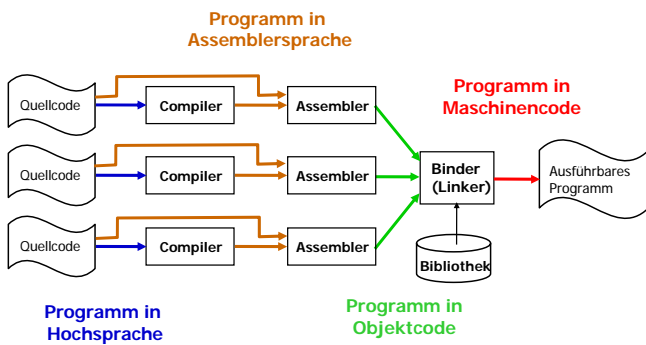 Programm in
Assemblersprache
Programm in
Maschinencode
Quellcode
Compiler
Assembler
Quellcode
Compiler
Assembler
Binder
(Linker)
Ausführbares
Programm
Quellcode
Compiler
Assembler
Bibliothek
Programm in
Hochsprache
Programm in
Objektcode